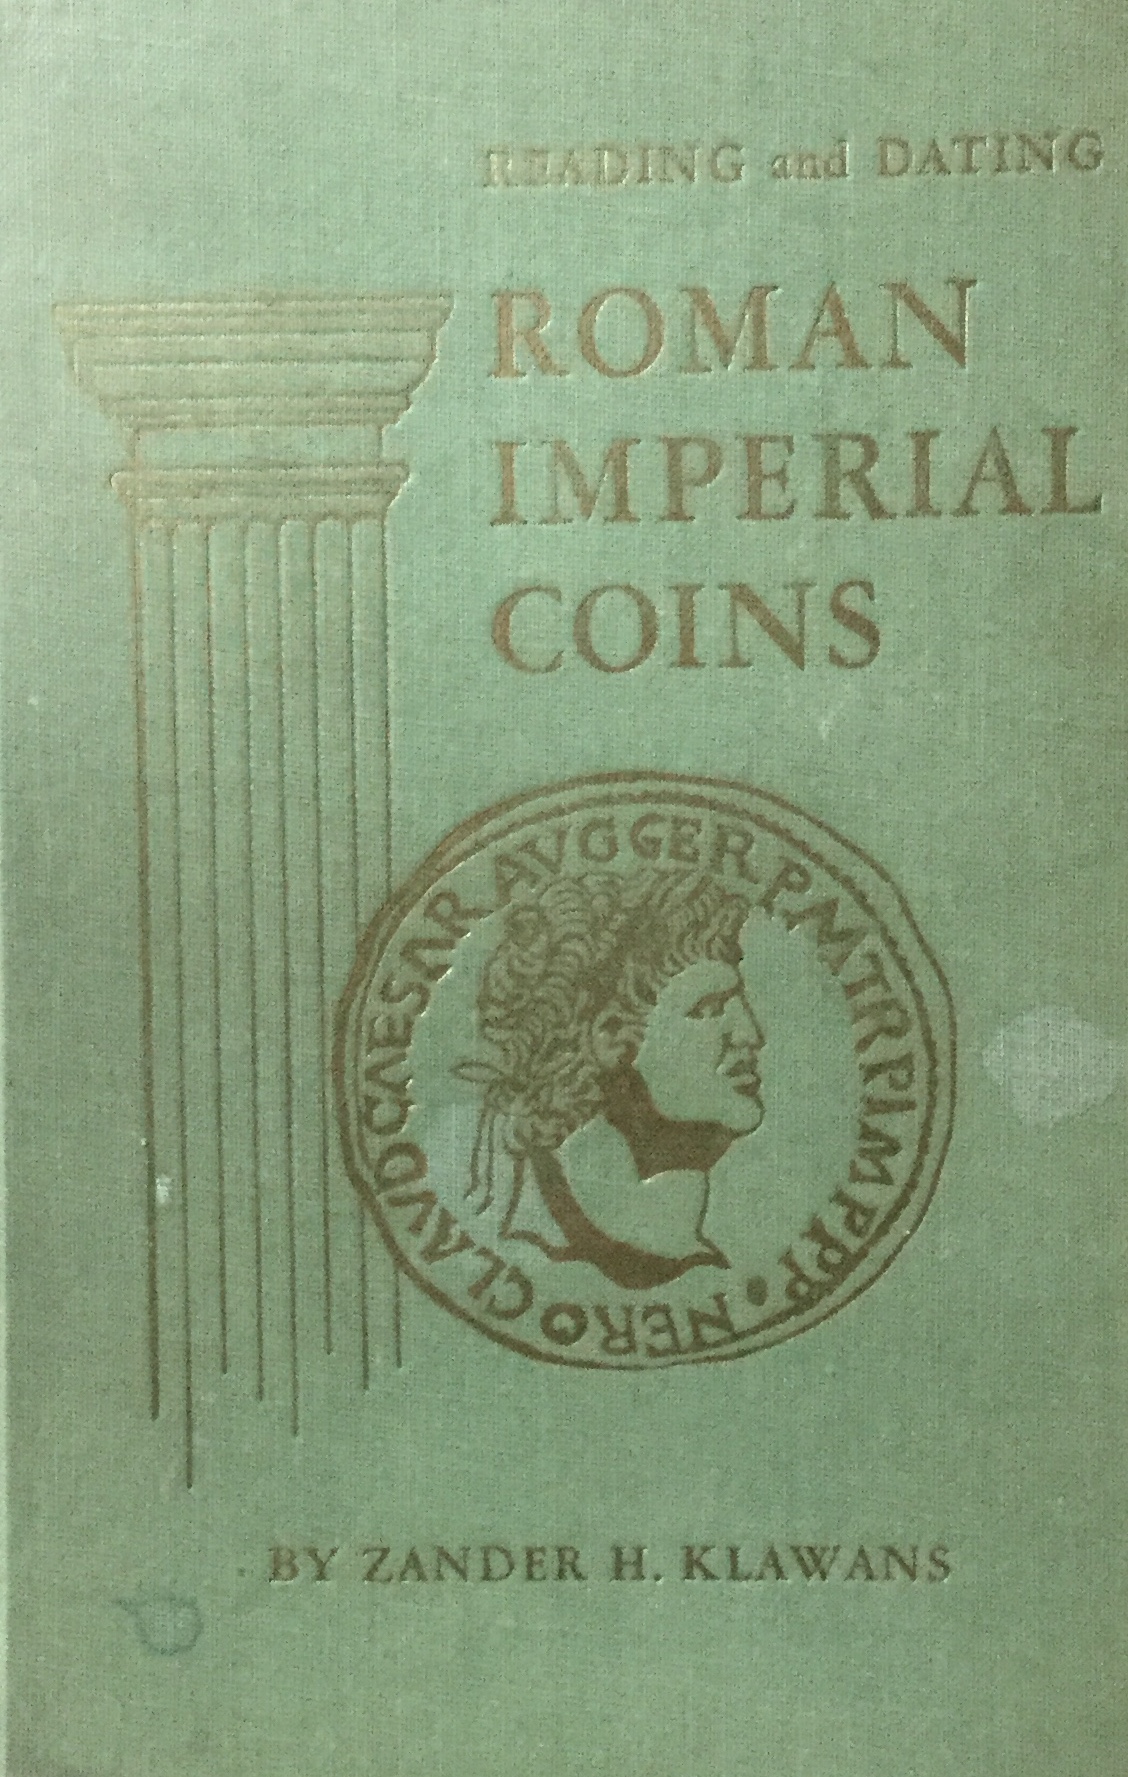 READING and DATING
ROMAN
IMPERIAL
COINS
NERO CLAVD CAESAR AVG GER P M TR P IMP P P
BY ZANDER H. KLAWANS